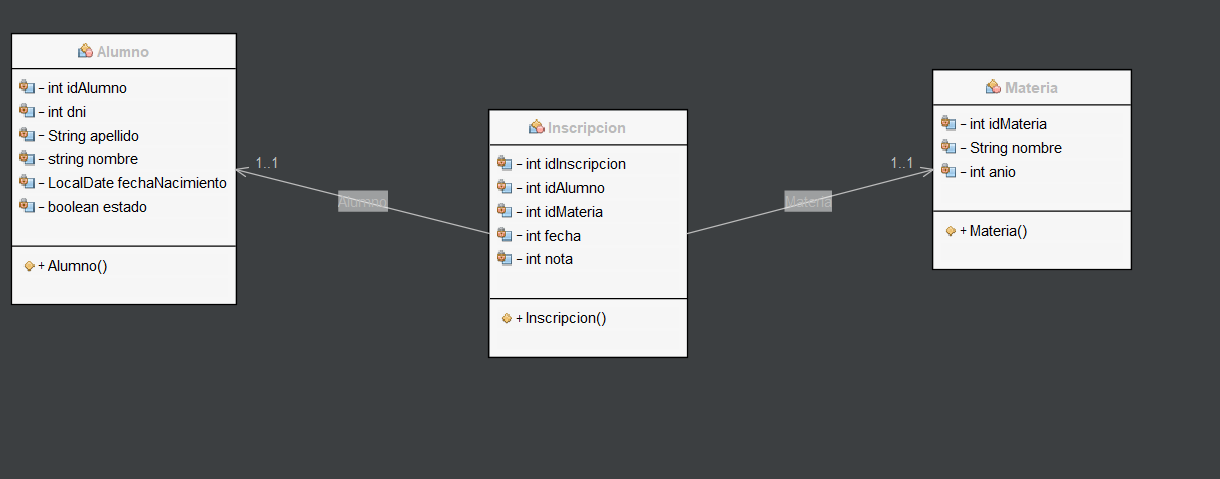 Alumno
- int idAlumno
- int dni
- String apellido
- string nombre
- LocalDate fechaNacimiento
- boolean estado
+ Alumno()
1..1
Alumno
Inscripcion
- int idInscripcion
- int idAlumno
- int idMateria
- int fecha
- int nota
+ Inscripcion()
1..1
Materia
Materia
- int idMateria
- String nombre
- int anio
+ Materia()